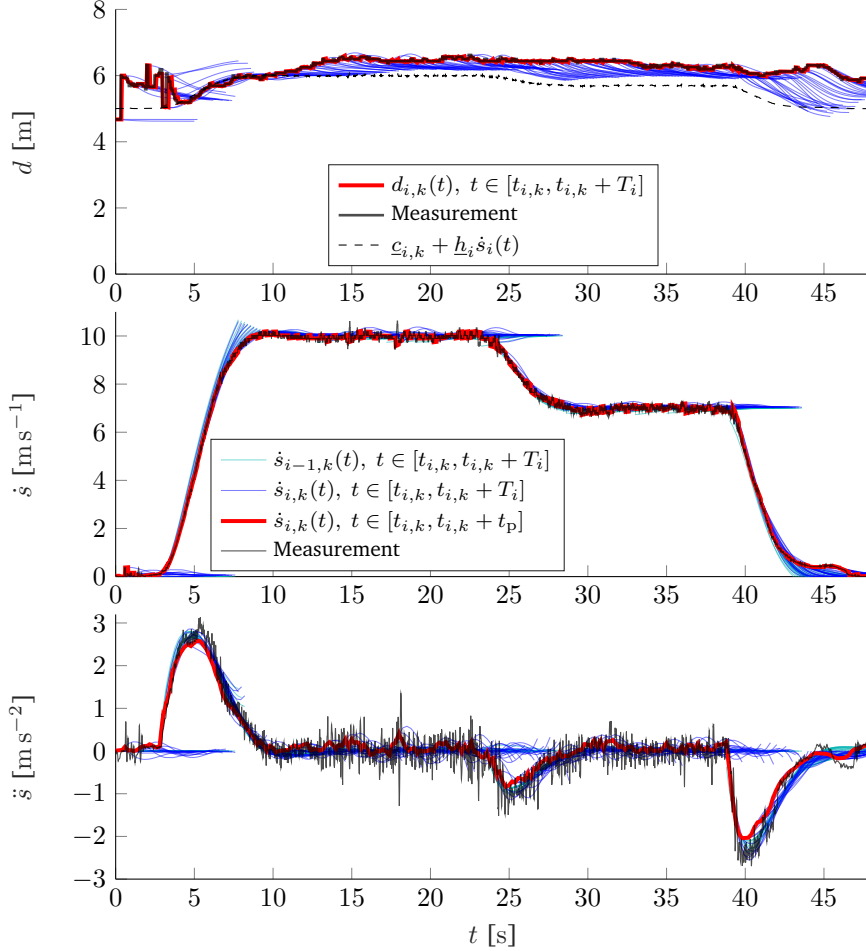 8
6
4
2
0
d [m]
d_{i,k}(t), t ∈ [t_{i,k}, t_{i,k} + T_i]
Measurement
c̲_{i,k} + h̲_i ṡ_i(t)
0 5 10 15 20 25 30 35 40 45
10
8
6
4
2
0
ṡ [m s⁻¹]
ṡ_{i−1,k}(t), t ∈ [t_{i,k}, t_{i,k} + T_i]
ṡ_{i,k}(t), t ∈ [t_{i,k}, t_{i,k} + T_i]
ṡ_{i,k}(t), t ∈ [t_{i,k}, t_{i,k} + t_p]
Measurement
0 5 10 15 20 25 30 35 40 45
3
2
1
0
−1
−2
−3
s̈ [m s⁻²]
0 5 10 15 20 25 30 35 40 45
t [s]